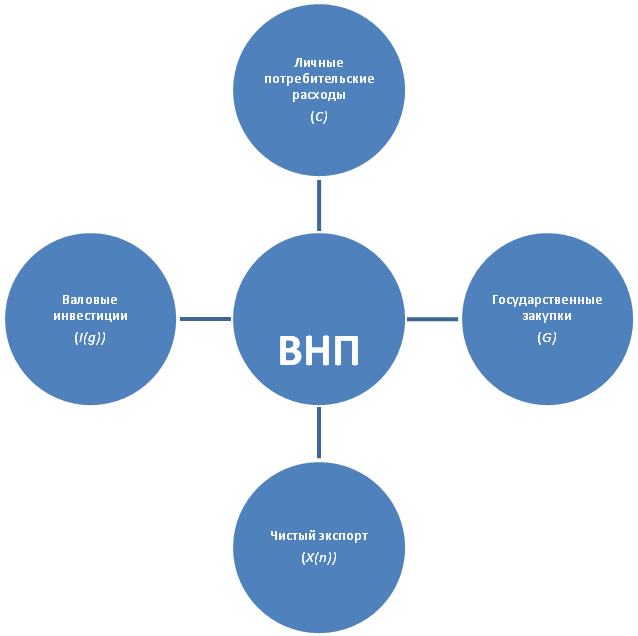 Личные
потребительские
расходы
(C)
Валовые
инвестиции
(I(g))
ВНП
Государственные
закупки
(G)
Чистый экспорт
(X(n))